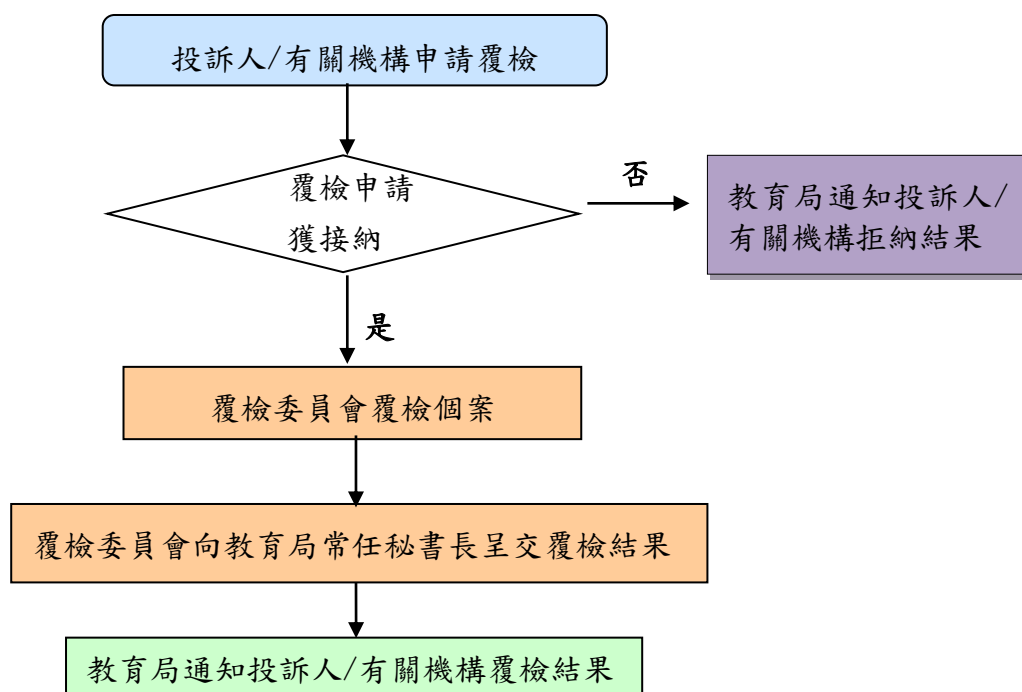 投訴人/有關機構申請覆檢
覆檢申請
獲接納
否
教育局通知投訴人/
有關機構拒納結果
是
覆檢委員會覆檢個案
覆檢委員會向教育局常任秘書長呈交覆檢結果
教育局通知投訴人/有關機構覆檢結果